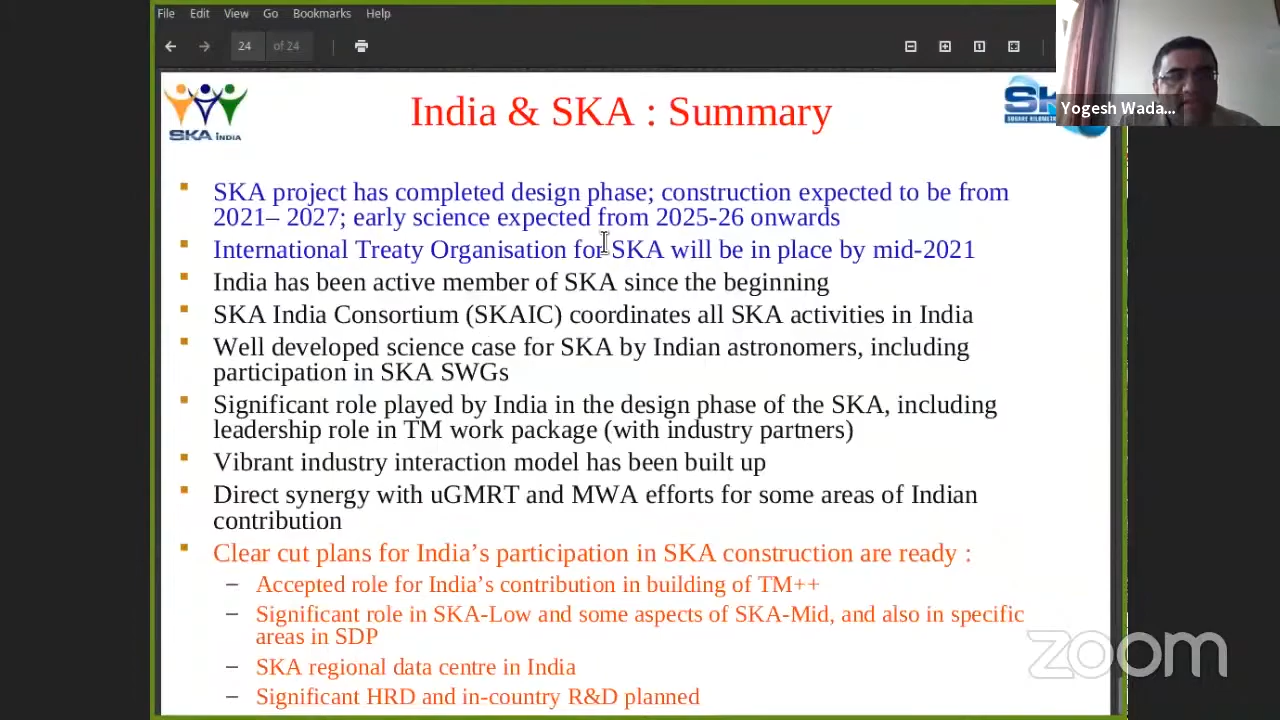 File Edit View Go Bookmarks Help
24 of 24
SKA INDIA
India & SKA : Summary
SK
SQUARE KILOMET
Yogesh Wada...
SKA project has completed design phase; construction expected to be from
2021– 2027; early science expected from 2025-26 onwards
International Treaty Organisation for SKA will be in place by mid-2021
India has been active member of SKA since the beginning
SKA India Consortium (SKAIC) coordinates all SKA activities in India
Well developed science case for SKA by Indian astronomers, including
participation in SKA SWGs
Significant role played by India in the design phase of the SKA, including
leadership role in TM work package (with industry partners)
Vibrant industry interaction model has been built up
Direct synergy with uGMRT and MWA efforts for some areas of Indian
contribution
Clear cut plans for India’s participation in SKA construction are ready :
– Accepted role for India’s contribution in building of TM++
– Significant role in SKA-Low and some aspects of SKA-Mid, and also in specific
areas in SDP
– SKA regional data centre in India
– Significant HRD and in-country R&D planned
zoom